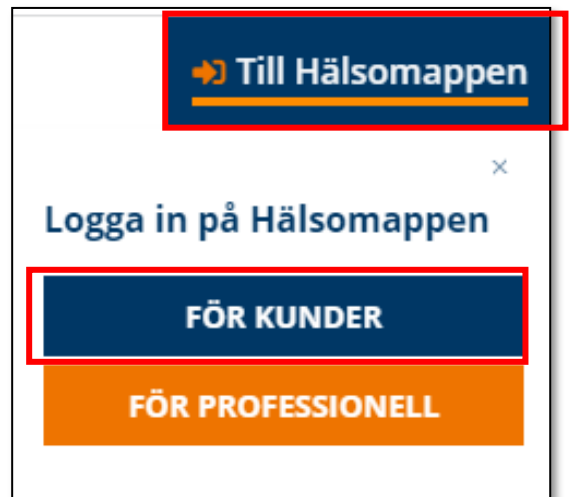 Till Hälsomappen
×
Logga in på Hälsomappen
FÖR KUNDER
FÖR PROFESSIONELL